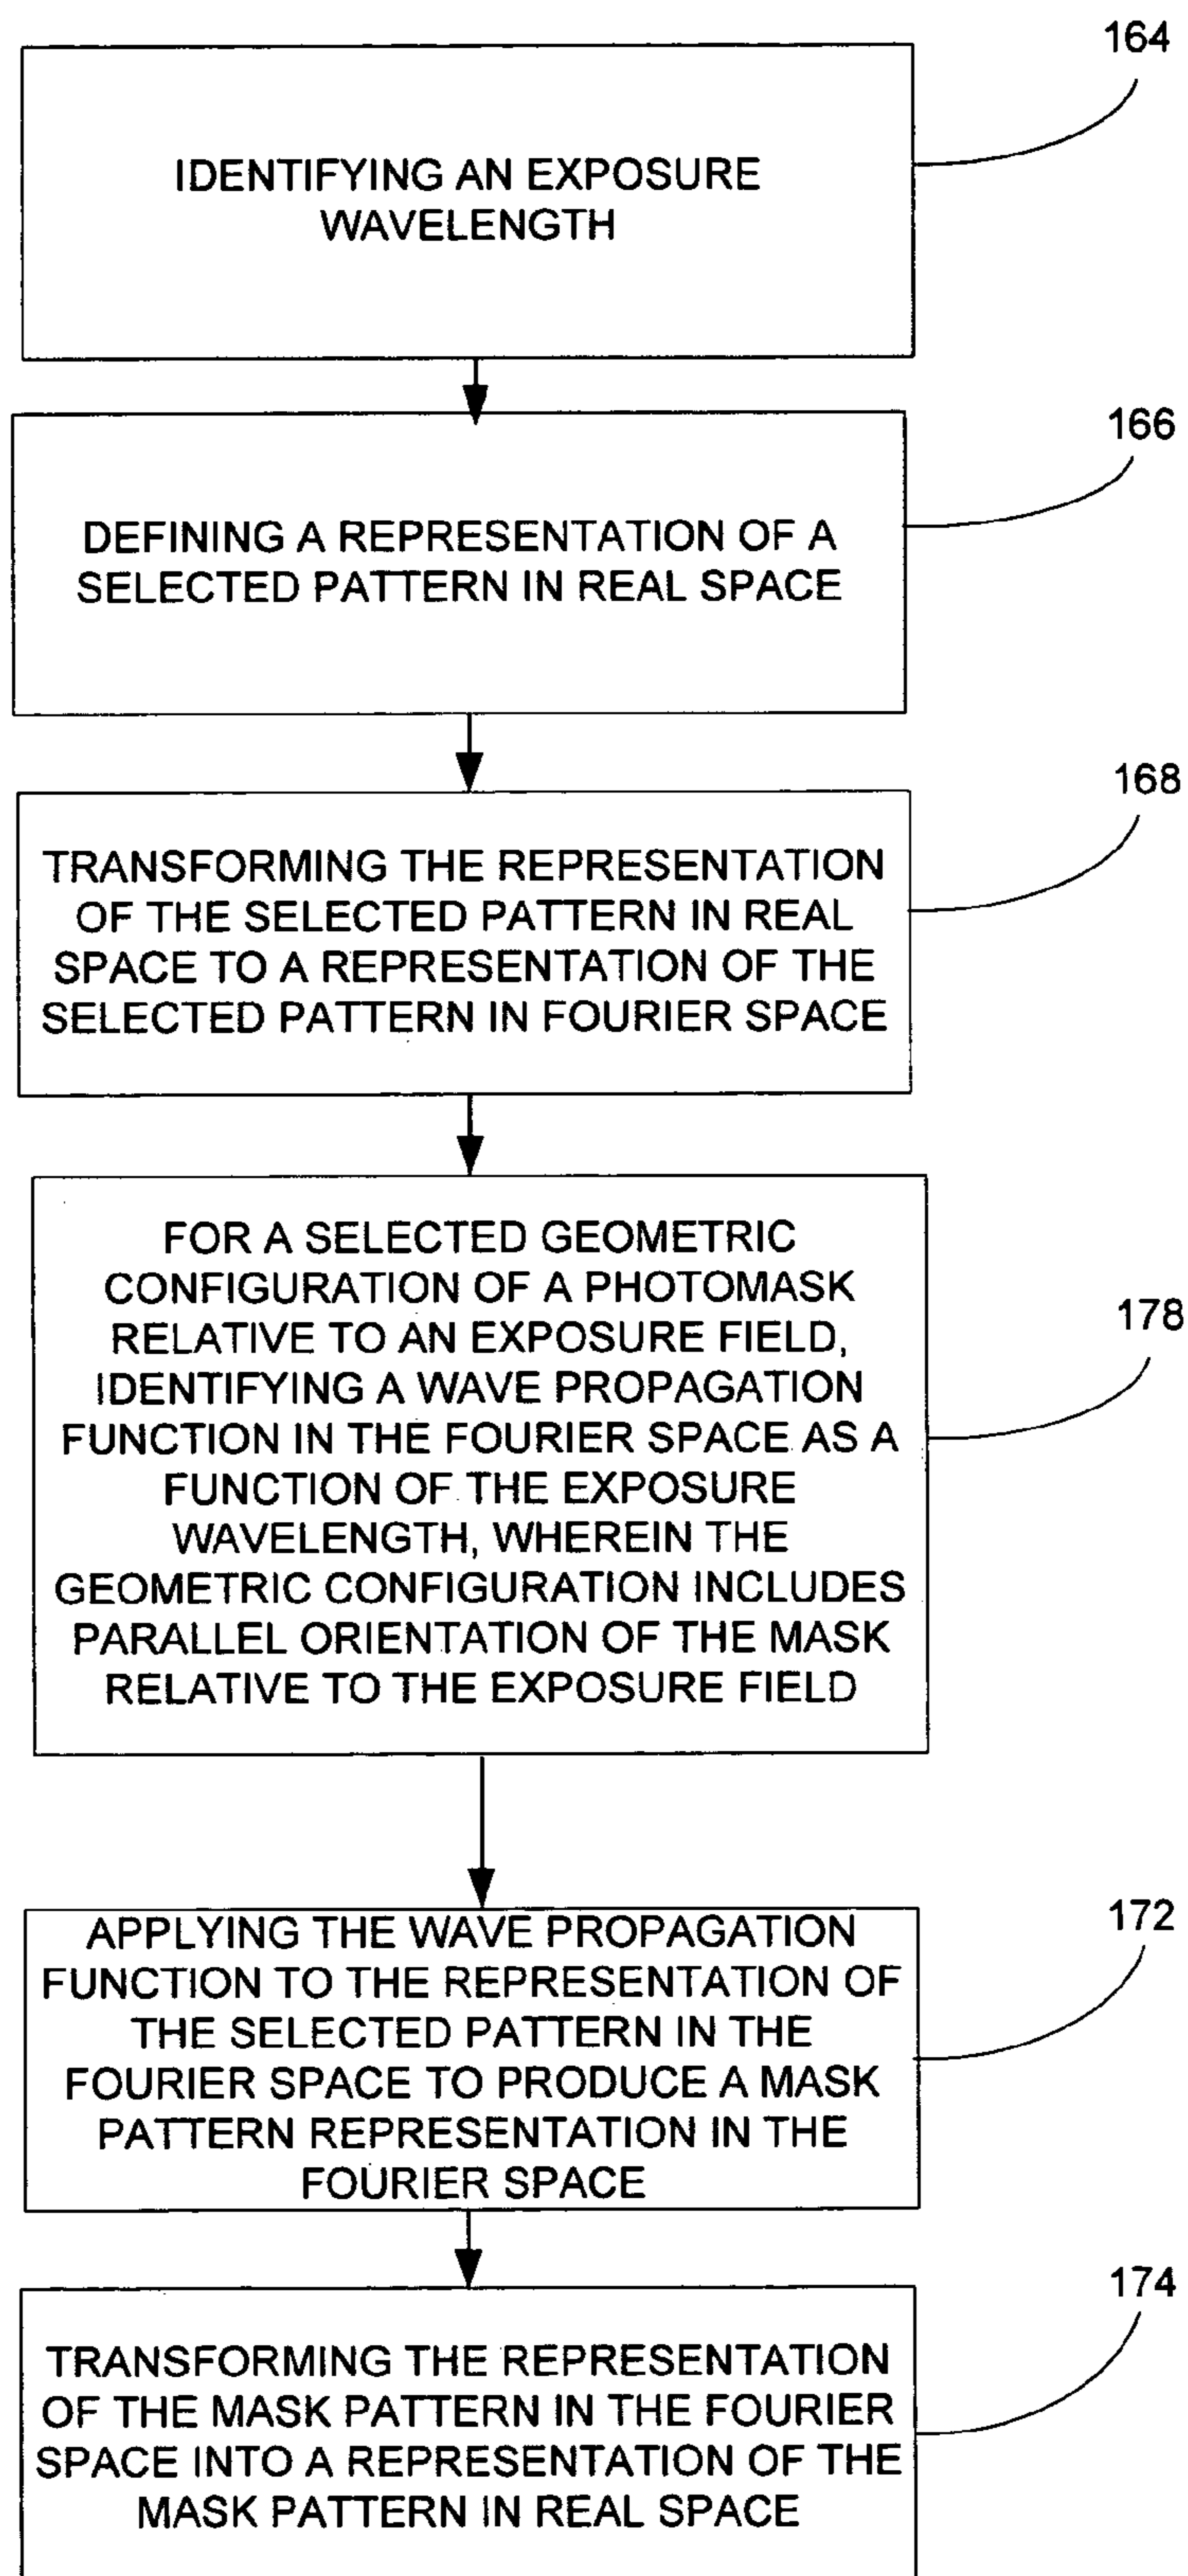 164
IDENTIFYING AN EXPOSURE
WAVELENGTH
166
DEFINING A REPRESENTATION OF A
SELECTED PATTERN IN REAL SPACE
168
TRANSFORMING THE REPRESENTATION
OF THE SELECTED PATTERN IN REAL
SPACE TO A REPRESENTATION OF THE
SELECTED PATTERN IN FOURIER SPACE
178
FOR A SELECTED GEOMETRIC
CONFIGURATION OF A PHOTOMASK
RELATIVE TO AN EXPOSURE FIELD,
IDENTIFYING A WAVE PROPAGATION
FUNCTION IN THE FOURIER SPACE AS A
FUNCTION OF THE EXPOSURE
WAVELENGTH, WHEREIN THE
GEOMETRIC CONFIGURATION INCLUDES
PARALLEL ORIENTATION OF THE MASK
RELATIVE TO THE EXPOSURE FIELD
172
APPLYING THE WAVE PROPAGATION
FUNCTION TO THE REPRESENTATION OF
THE SELECTED PATTERN IN THE
FOURIER SPACE TO PRODUCE A MASK
PATTERN REPRESENTATION IN THE
FOURIER SPACE
174
TRANSFORMING THE REPRESENTATION
OF THE MASK PATTERN IN THE FOURIER
SPACE INTO A REPRESENTATION OF THE
MASK PATTERN IN REAL SPACE